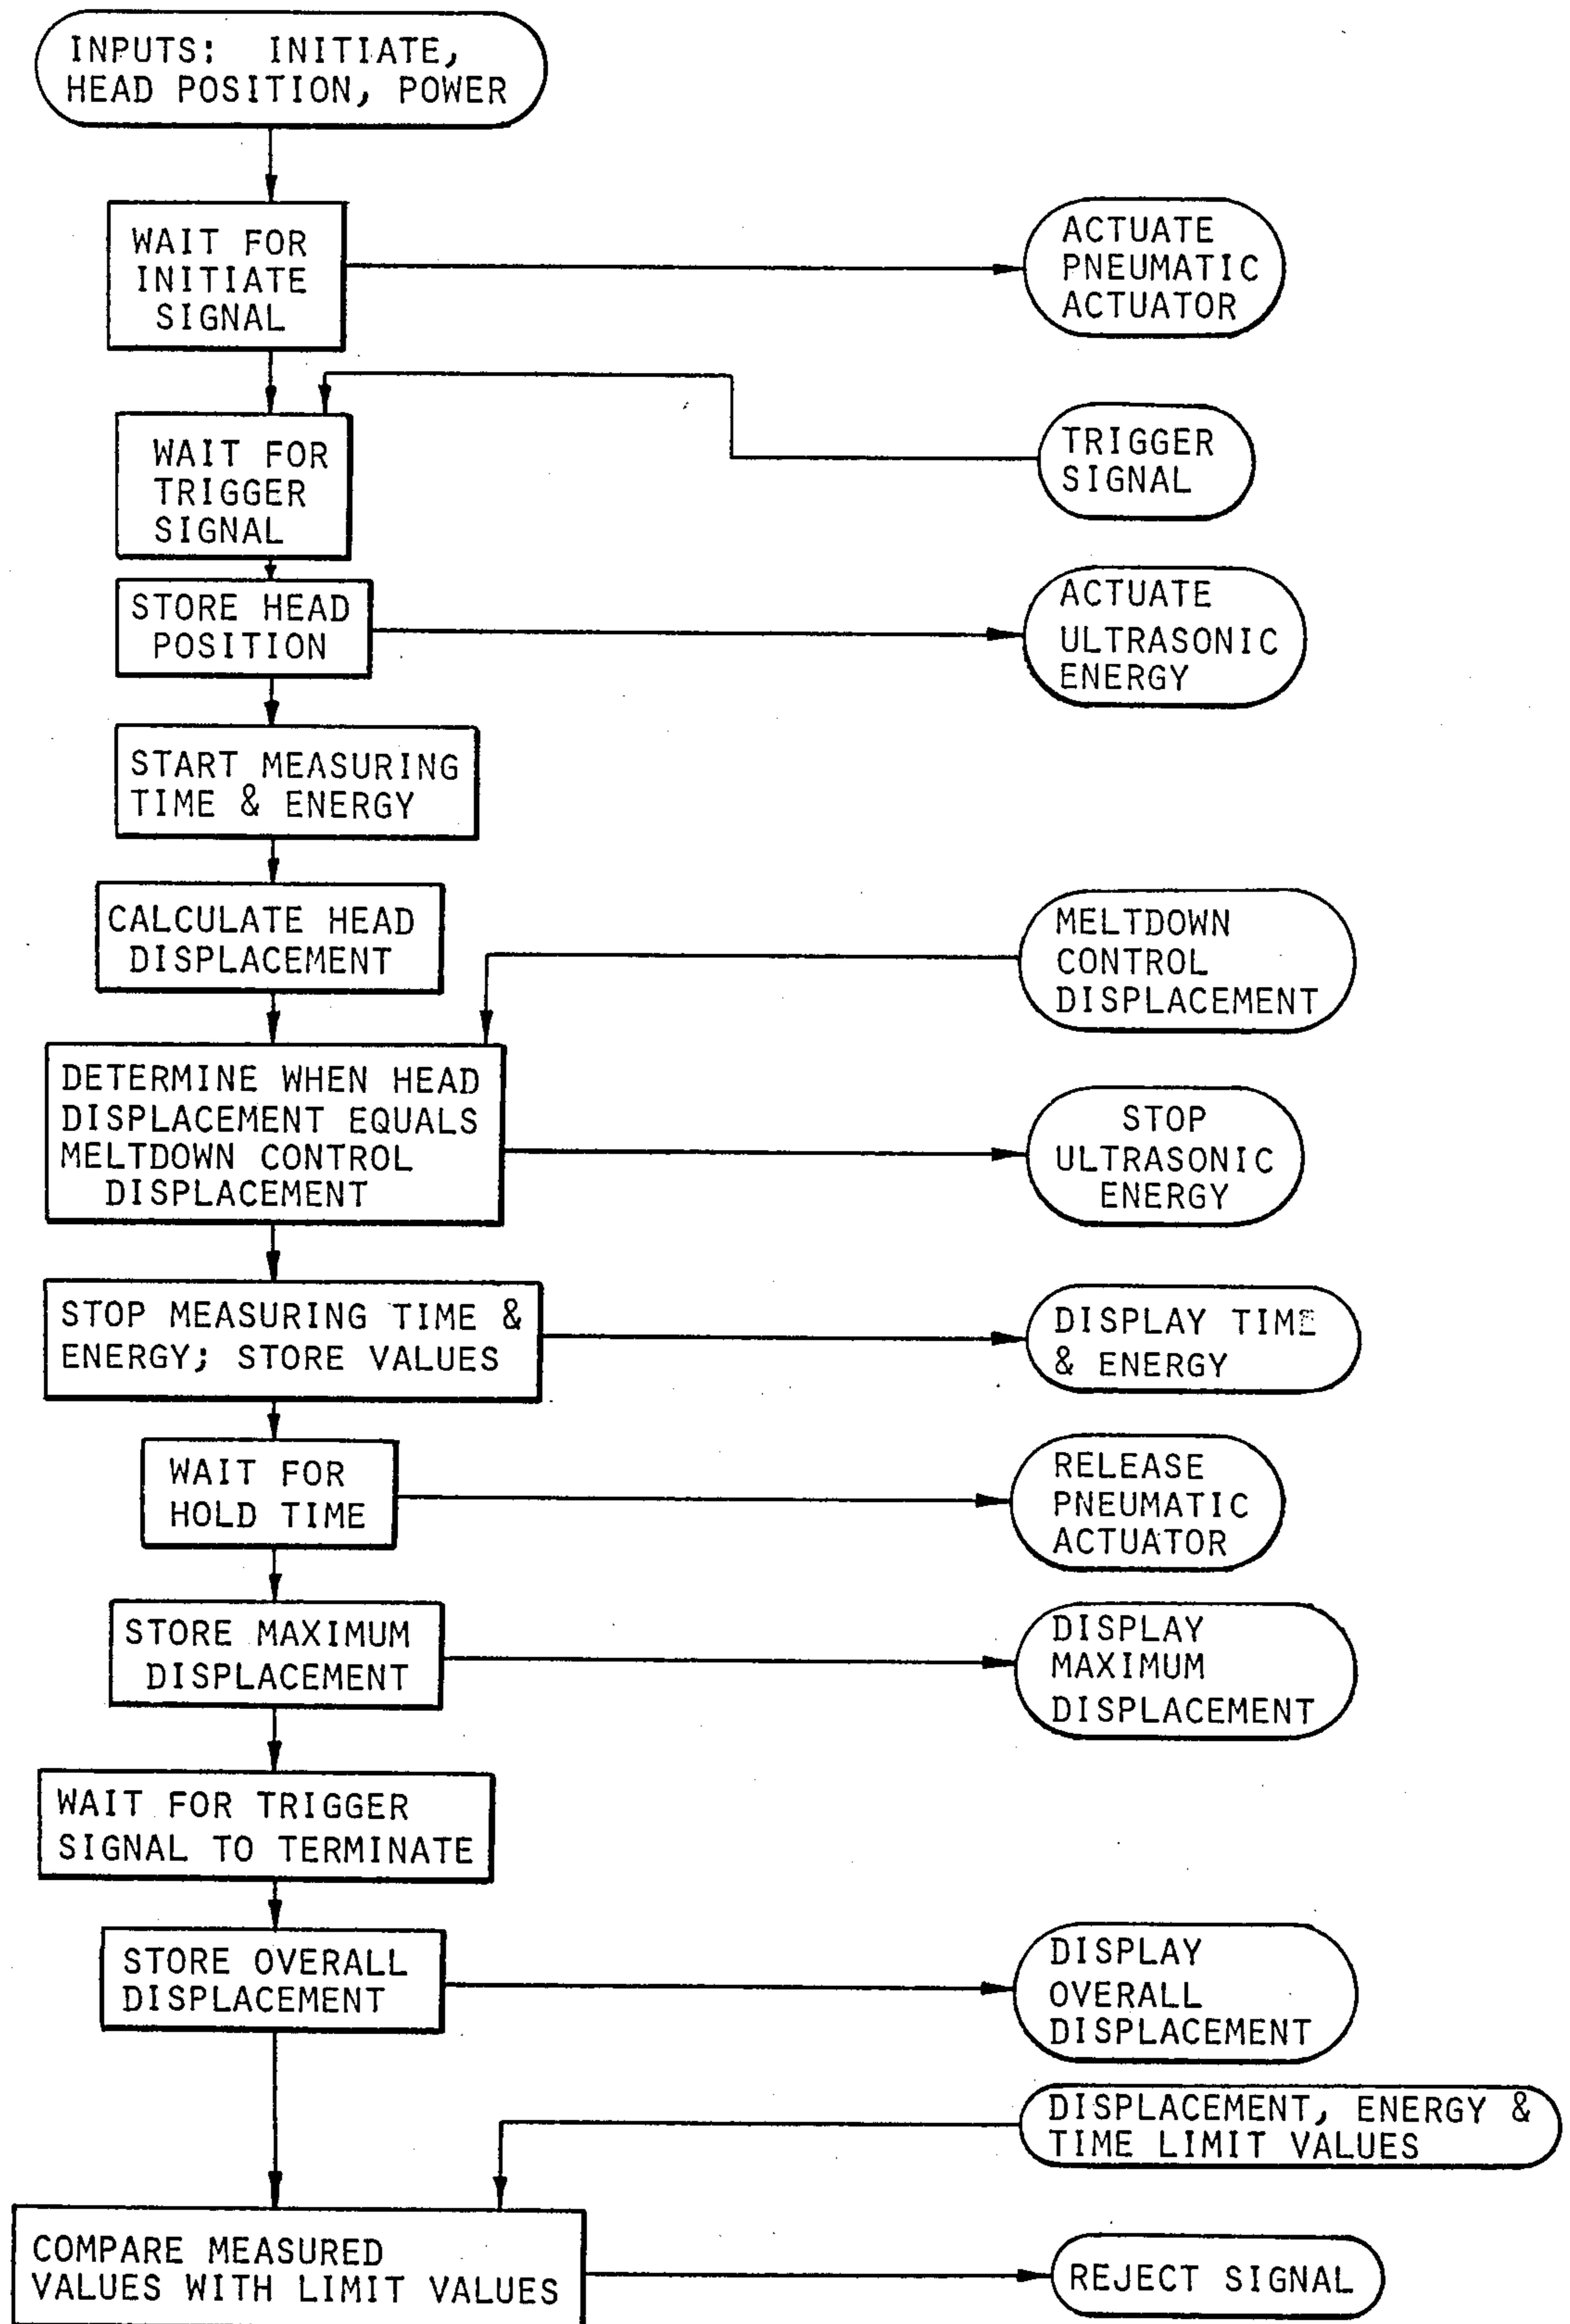 INPUTS: INITIATE,
HEAD POSITION, POWER
WAIT FOR
INITIATE
SIGNAL
ACTUATE
PNEUMATIC
ACTUATOR
WAIT FOR
TRIGGER
SIGNAL
TRIGGER
SIGNAL
STORE HEAD
POSITION
ACTUATE
ULTRASONIC
ENERGY
START MEASURING
TIME & ENERGY
CALCULATE HEAD
DISPLACEMENT
MELTDOWN
CONTROL
DISPLACEMENT
DETERMINE WHEN HEAD
DISPLACEMENT EQUALS
MELTDOWN CONTROL
DISPLACEMENT
STOP
ULTRASONIC
ENERGY
STOP MEASURING TIME &
ENERGY; STORE VALUES
DISPLAY TIME
& ENERGY
WAIT FOR
HOLD TIME
RELEASE
PNEUMATIC
ACTUATOR
STORE MAXIMUM
DISPLACEMENT
DISPLAY
MAXIMUM
DISPLACEMENT
WAIT FOR TRIGGER
SIGNAL TO TERMINATE
STORE OVERALL
DISPLACEMENT
DISPLAY
OVERALL
DISPLACEMENT
DISPLACEMENT, ENERGY &
TIME LIMIT VALUES
COMPARE MEASURED
VALUES WITH LIMIT VALUES
REJECT SIGNAL